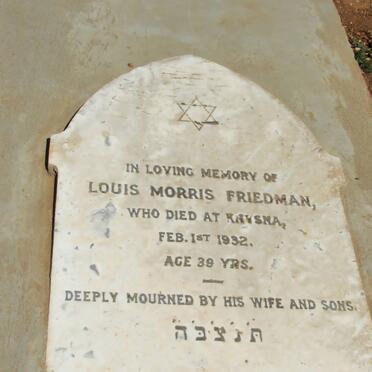 IN LOVING MEMORY OF
LOUIS MORRIS FRIEDMAN,
WHO DIED AT KNYSNA,
FEB. 1ST 1932.
AGE 39 YRS.
DEEPLY MOURNED BY HIS WIFE AND SONS.
תנצבה